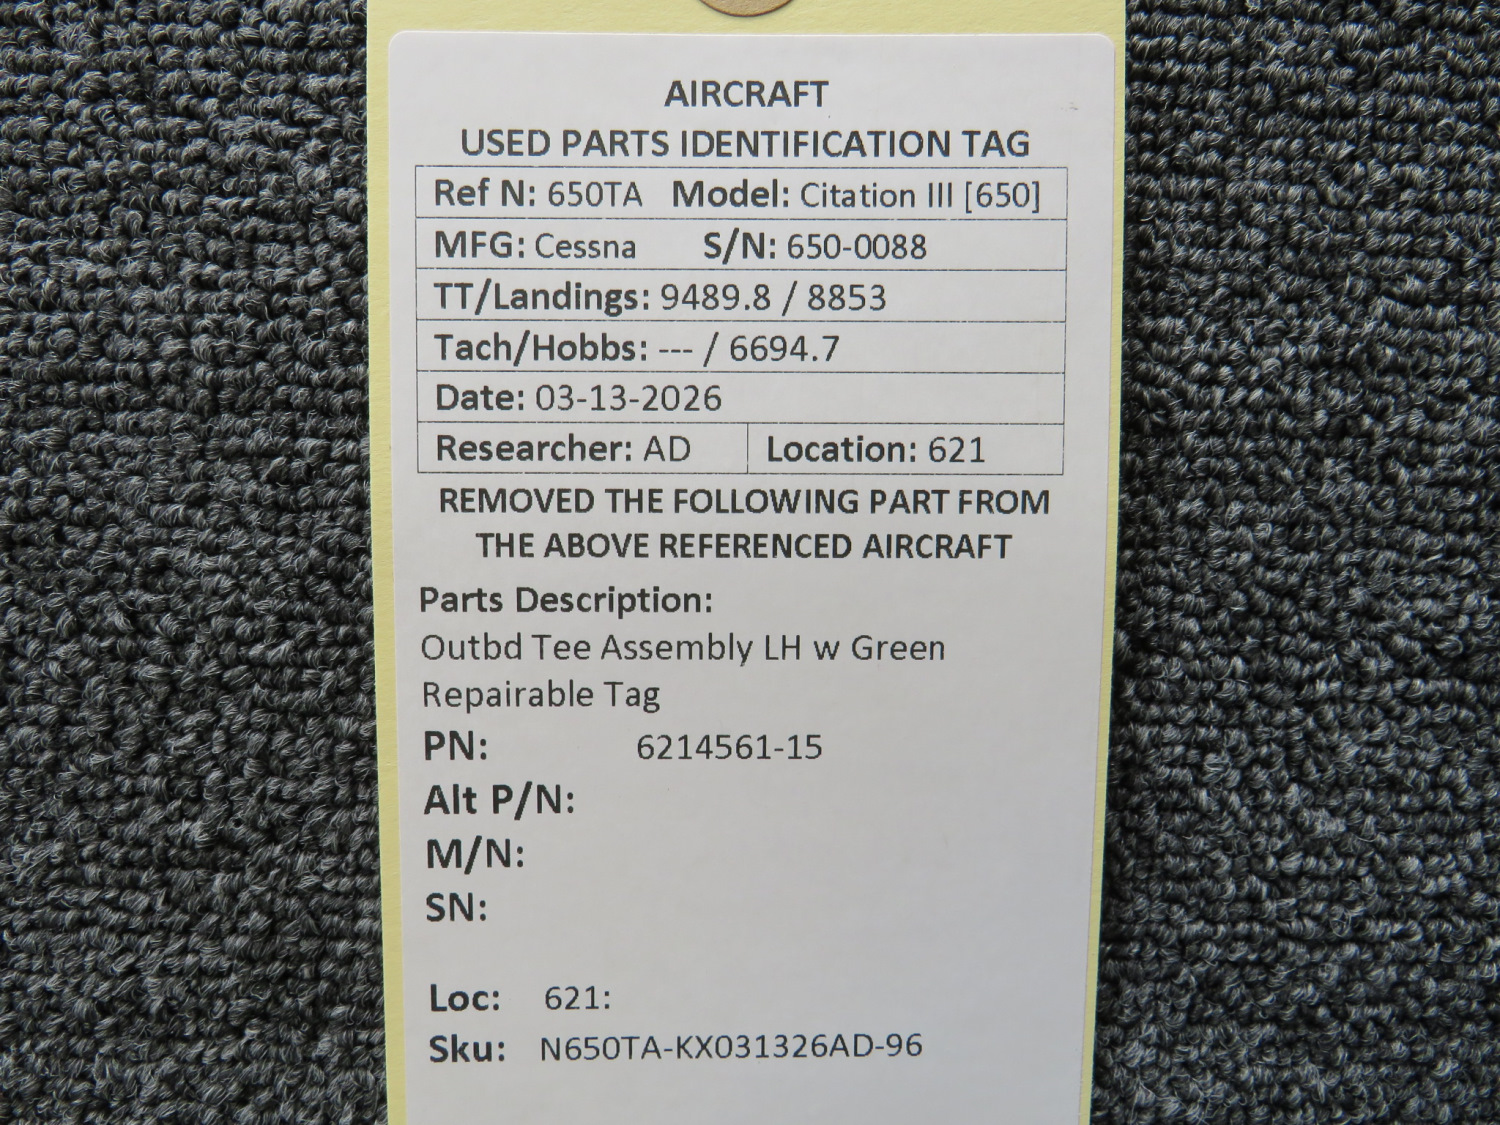 AIRCRAFT
USED PARTS IDENTIFICATION TAG
Ref N: 650TA Model: Citation III [650]
MFG: Cessna S/N: 650-0088
TT/Landings: 9489.8 / 8853
Tach/Hobbs: --- / 6694.7
Date: 03-13-2026
Researcher: AD Location: 621
REMOVED THE FOLLOWING PART FROM
THE ABOVE REFERENCED AIRCRAFT
Parts Description:
Outbd Tee Assembly LH w Green
Repairable Tag
PN: 6214561-15
Alt P/N:
M/N:
SN:
Loc: 621:
Sku: N650TA-KX031326AD-96